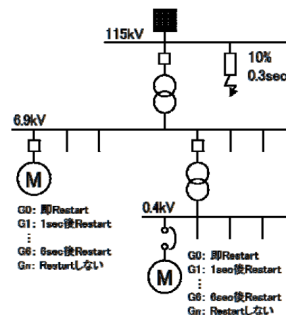 115kV
10%
0.3sec
6.9kV
M
G0: 即Restart
G1: 1sec後Restart
⋮
G6: 6sec後Restart
Gn: Restartしない
0.4kV
M
G0: 即Restart
G1: 1sec後Restart
⋮
G6: 6sec後Restart
Gn: Restartしない